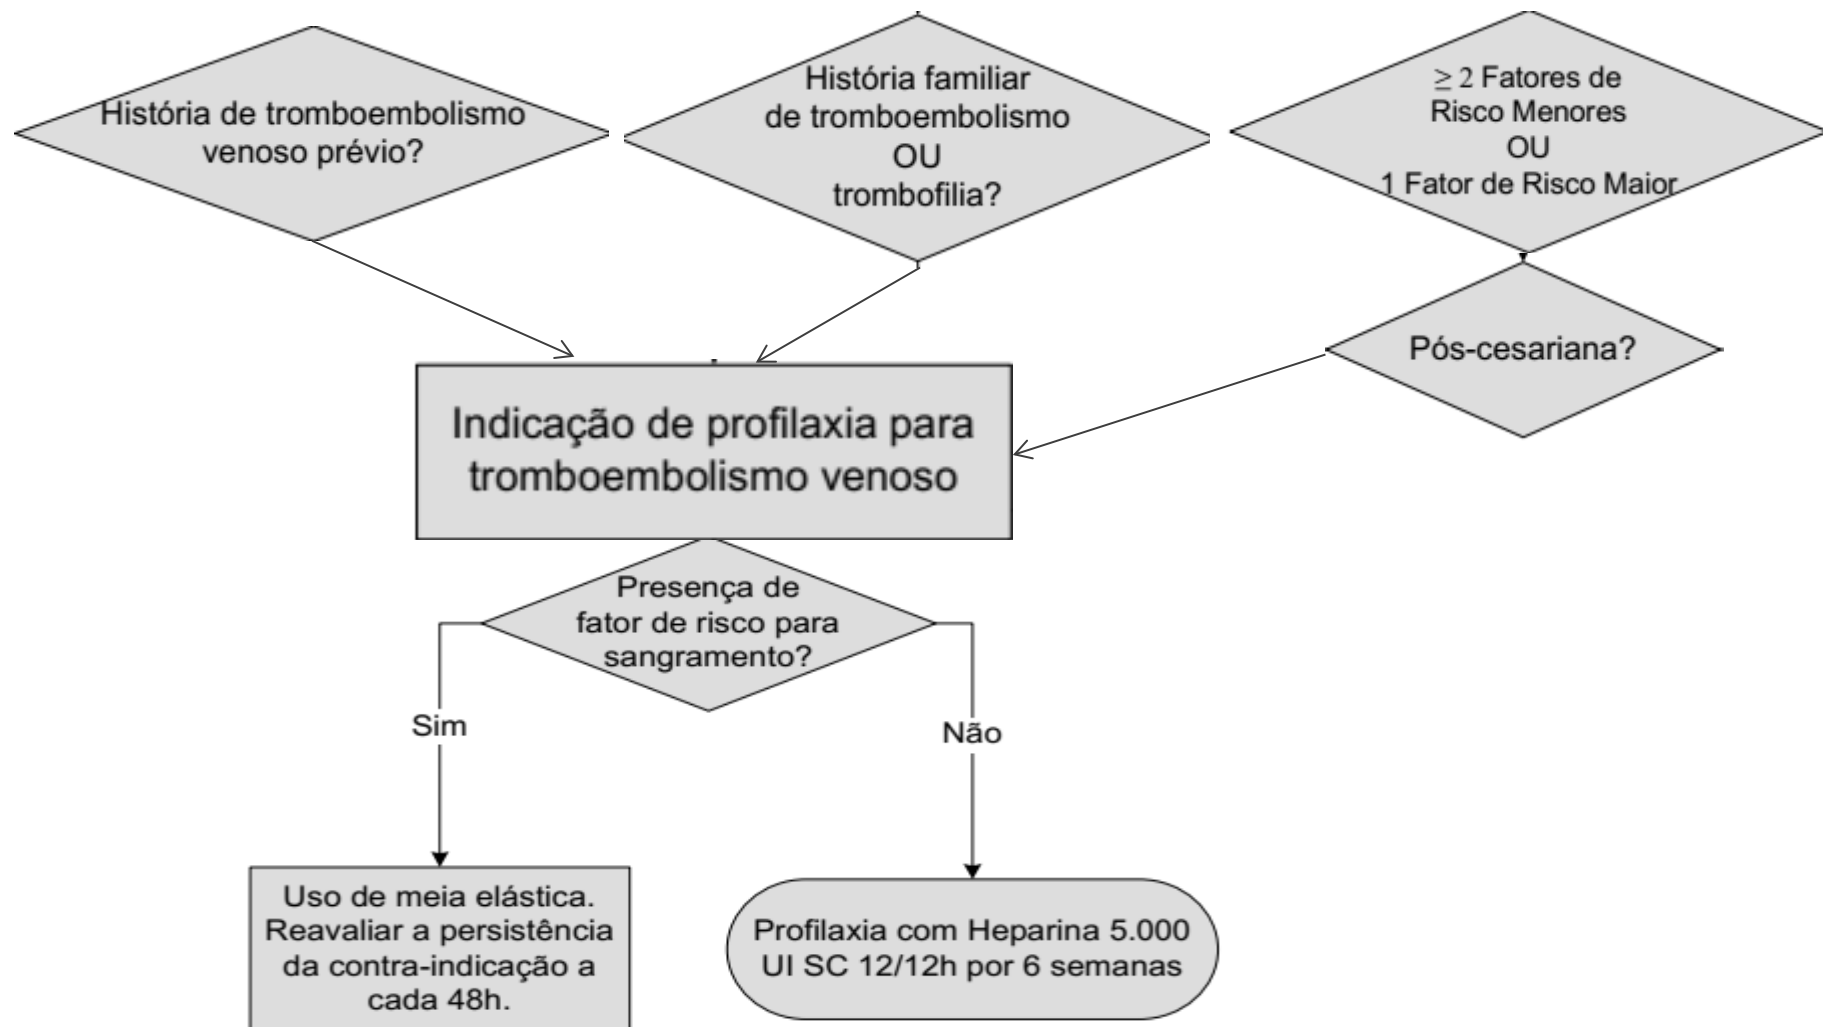 História de tromboembolismo
venoso prévio?
História familiar
de tromboembolismo
OU
trombofilia?
≥ 2 Fatores de
Risco Menores
OU
1 Fator de Risco Maior
Pós-cesariana?
Indicação de profilaxia para
tromboembolismo venoso
Presença de
fator de risco para
sangramento?
Sim
Não
Uso de meia elástica.
Reavaliar a persistência
da contra-indicação a
cada 48h.
Profilaxia com Heparina 5.000
UI SC 12/12h por 6 semanas